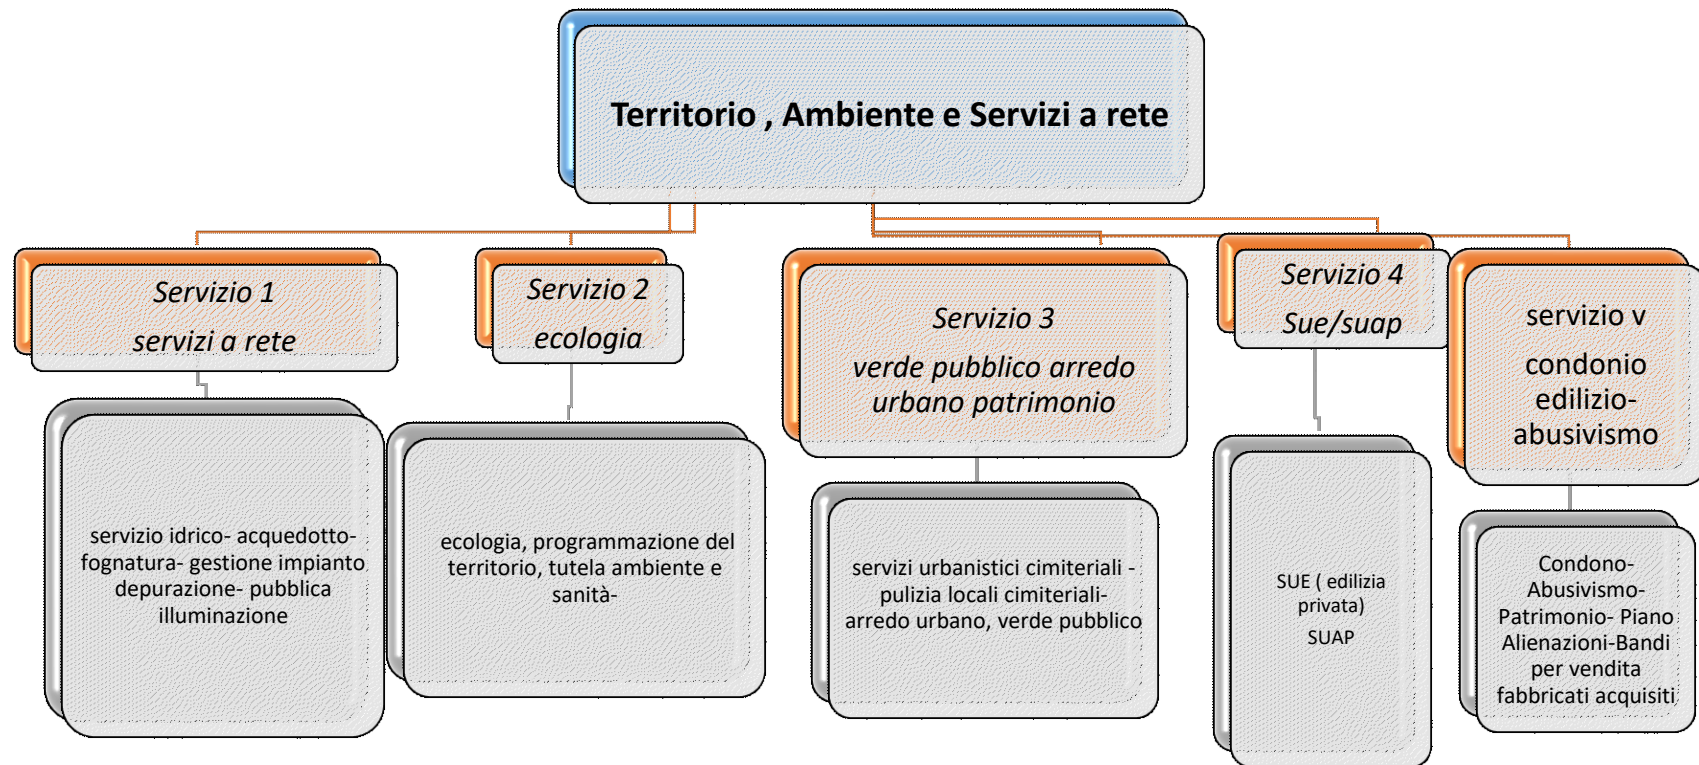 Territorio , Ambiente e Servizi a rete
Servizio 1
servizi a rete
Servizio 2
ecologia
Servizio 3
verde pubblico arredo
urbano patrimonio
Servizio 4
Sue/suap
servizio v
condonio
edilizio-
abusivismo
servizio idrico- acquedotto-
fognatura- gestione impianto
depurazione- pubblica
illuminazione
ecologia, programmazione del
territorio, tutela ambiente e
sanità-
servizi urbanistici cimiteriali -
pulizia locali cimiteriali-
arredo urbano, verde pubblico
SUE ( edilizia
privata)
SUAP
Condono-
Abusivismo-
Patrimonio- Piano
Alienazioni-Bandi
per vendita
fabbricati acquisiti